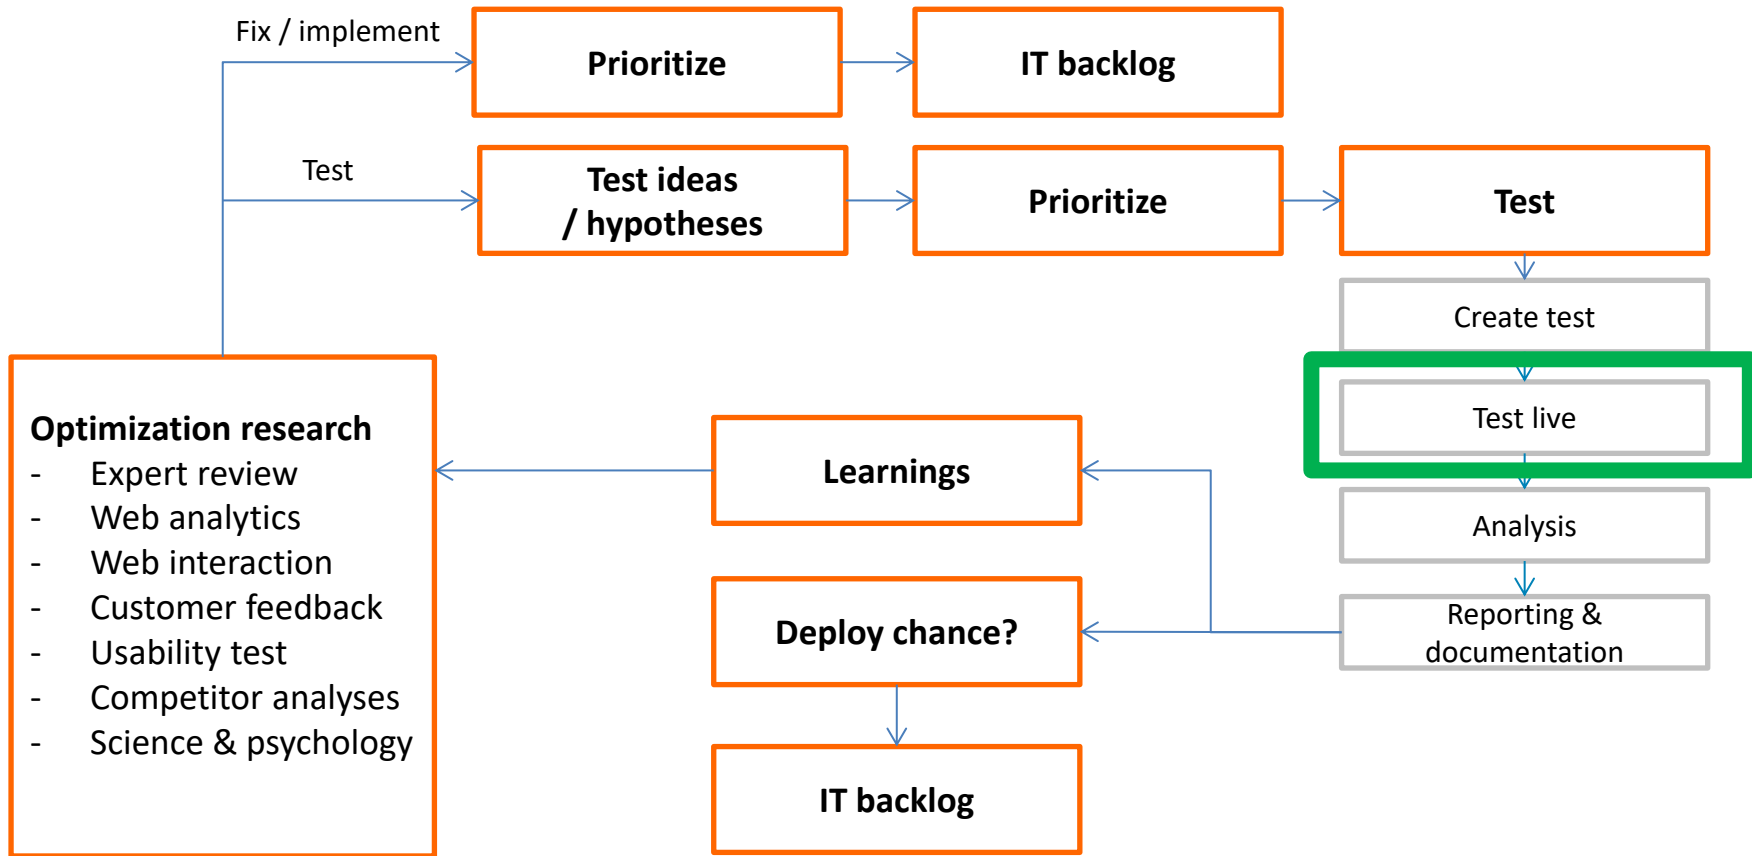 Fix / implement
Prioritize
IT backlog
Test
Test ideas
/ hypotheses
Prioritize
Test
Create test
Test live
Analysis
Reporting &
documentation
Learnings
Deploy chance?
IT backlog
Optimization research
- Expert review
- Web analytics
- Web interaction
- Customer feedback
- Usability test
- Competitor analyses
- Science & psychology